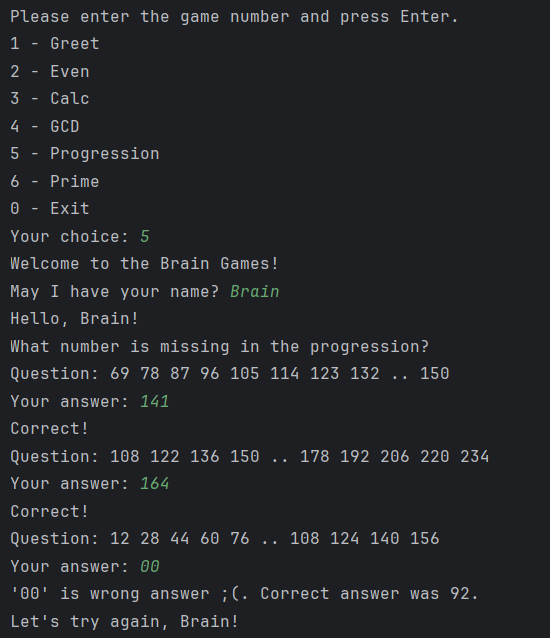 Please enter the game number and press Enter.
1 - Greet
2 - Even
3 - Calc
4 - GCD
5 - Progression
6 - Prime
0 - Exit
Your choice: 5
Welcome to the Brain Games!
May I have your name? Brain
Hello, Brain!
What number is missing in the progression?
Question: 69 78 87 96 105 114 123 132 .. 150
Your answer: 141
Correct!
Question: 108 122 136 150 .. 178 192 206 220 234
Your answer: 164
Correct!
Question: 12 28 44 60 76 .. 108 124 140 156
Your answer: 00
'00' is wrong answer ;(. Correct answer was 92.
Let's try again, Brain!